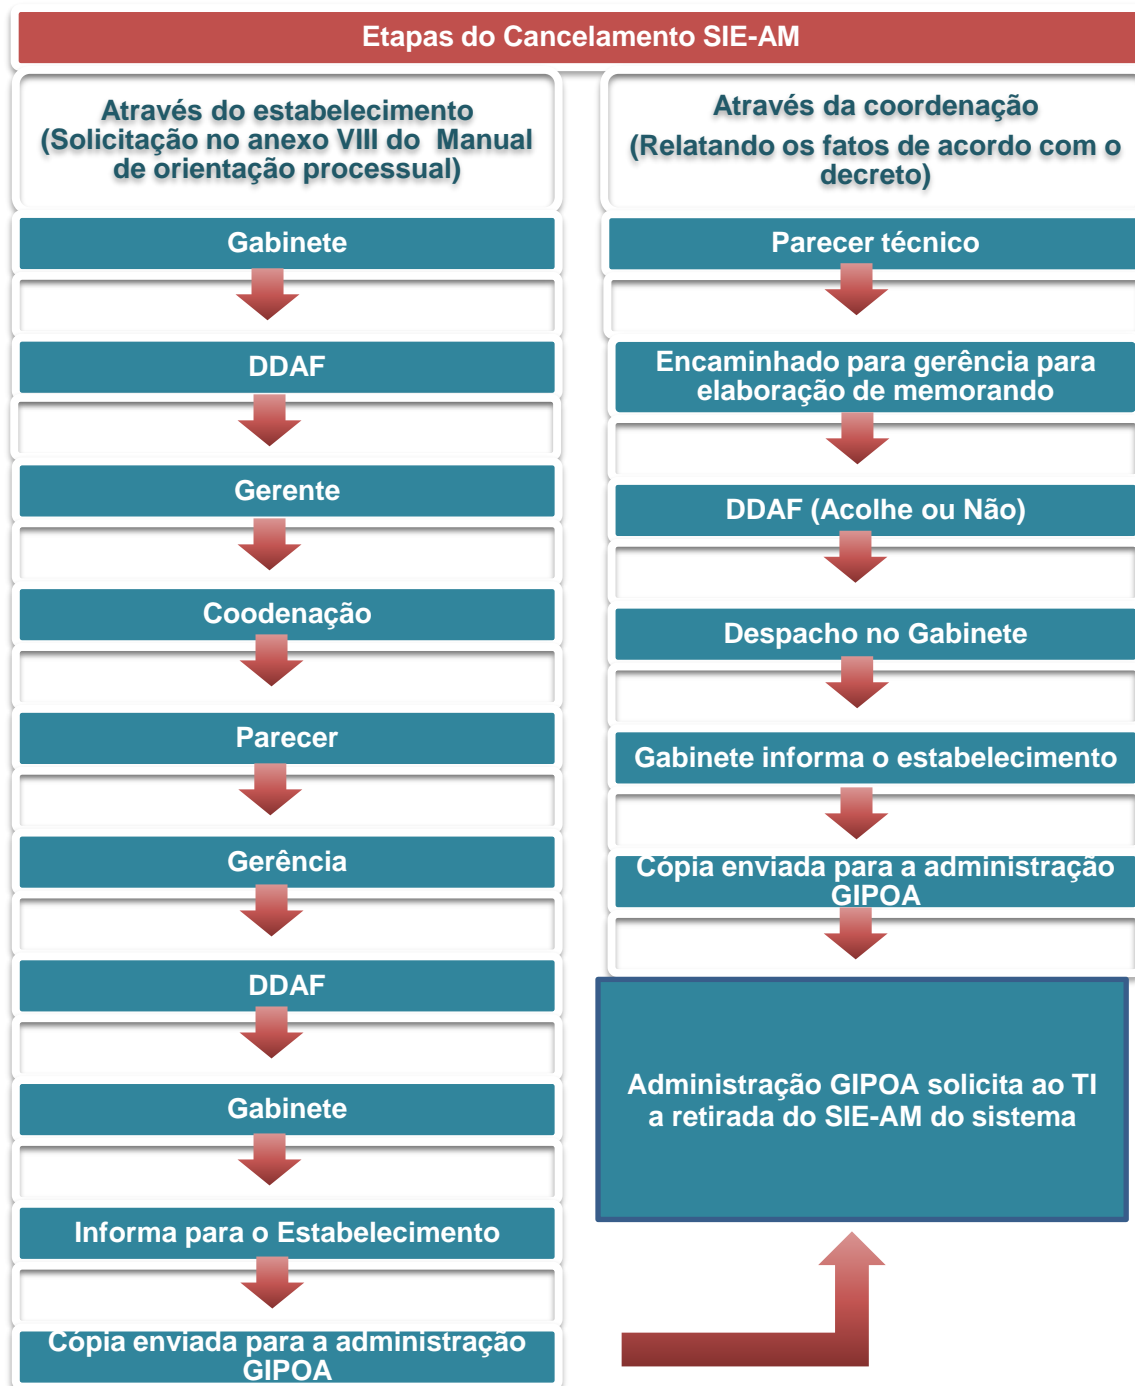 Etapas do Cancelamento SIE-AM
Através do estabelecimento
(Solicitação no anexo VIII do Manual
de orientação processual)
Gabinete
DDAF
Gerente
Coodenação
Parecer
Gerência
DDAF
Gabinete
Informa para o Estabelecimento
Cópia enviada para a administração
GIPOA
Através da coordenação
(Relatando os fatos de acordo com o
decreto)
Parecer técnico
Encaminhado para gerência para
elaboração de memorando
DDAF (Acolhe ou Não)
Despacho no Gabinete
Gabinete informa o estabelecimento
Cópia enviada para a administração
GIPOA
Administração GIPOA solicita ao TI
a retirada do SIE-AM do sistema